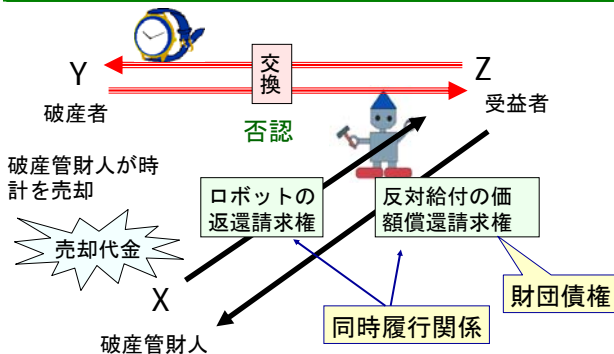 Y
破産者
交換
Z
受益者
否認
破産管財人が時
計を売却
売却代金
ロボットの
返還請求権
反対給付の価
額償還請求権
X
破産管財人
同時履行関係
財団債権